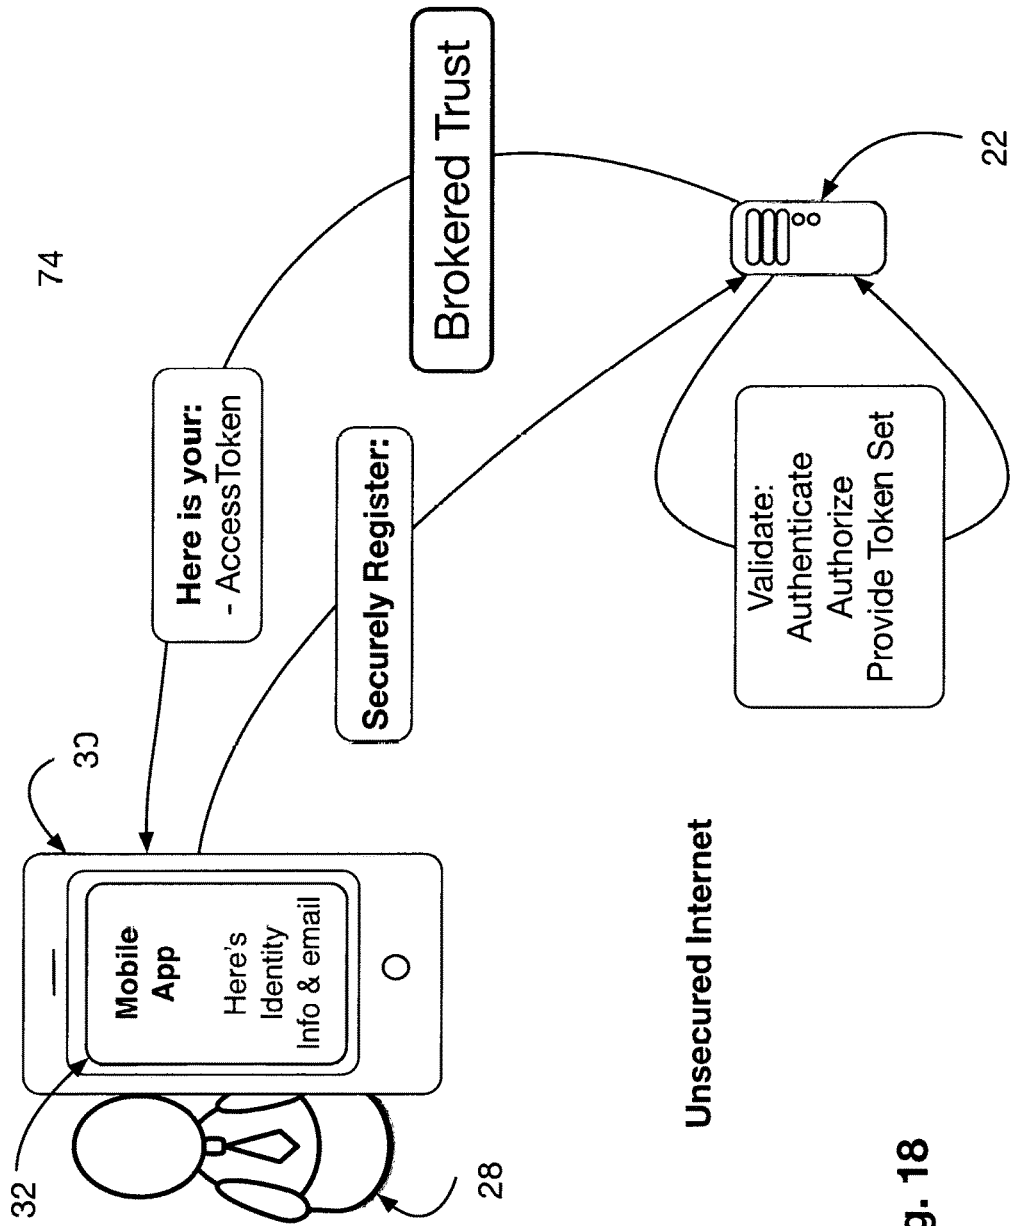 74
32
30
Mobile
App
Here's
Identity
Info & email
Here is your:
- AccessToken
Securely Register:
Brokered Trust
28
Unsecured Internet
Validate:
Authenticate
Authorize
Provide Token Set
22
g. 18